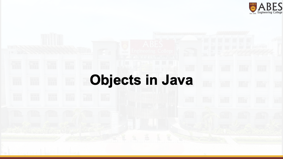 ABES
Engineering College
Objects in Java